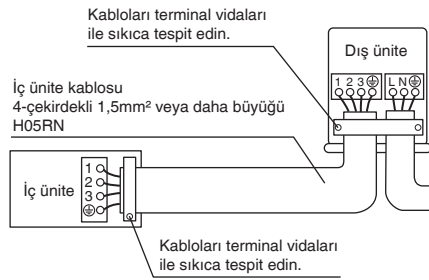 Kabloları terminal vidaları
ile sıkıca tespit edin.
Dış ünite
1 2 3
L N
İç ünite kablosu
4-çekirdekli 1,5mm² veya daha büyüğü
H05RN
İç ünite
1
2
3
Kabloları terminal vidaları
ile sıkıca tespit edin.